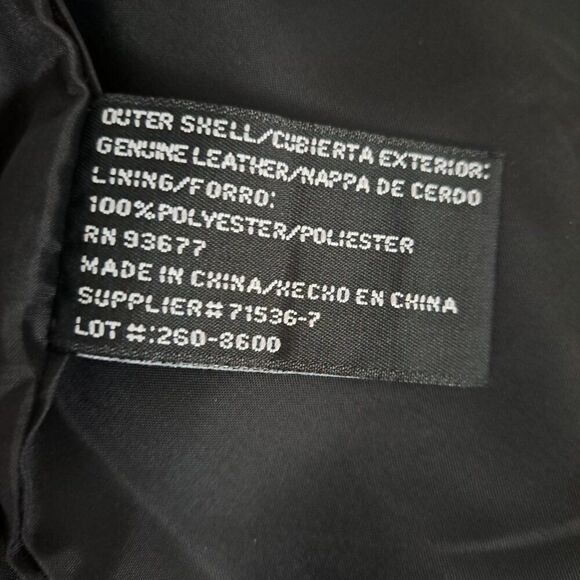 OUTER SHELL/CUBIERTA EXTERIOR:
GENUINE LEATHER/NAPPA DE CERDO
LINING/FORRO:
100%POLYESTER/POLIESTER
RN 93677
MADE IN CHINA/HECHO EN CHINA
SUPPLIER# 71536-7
LOT #:260-8600